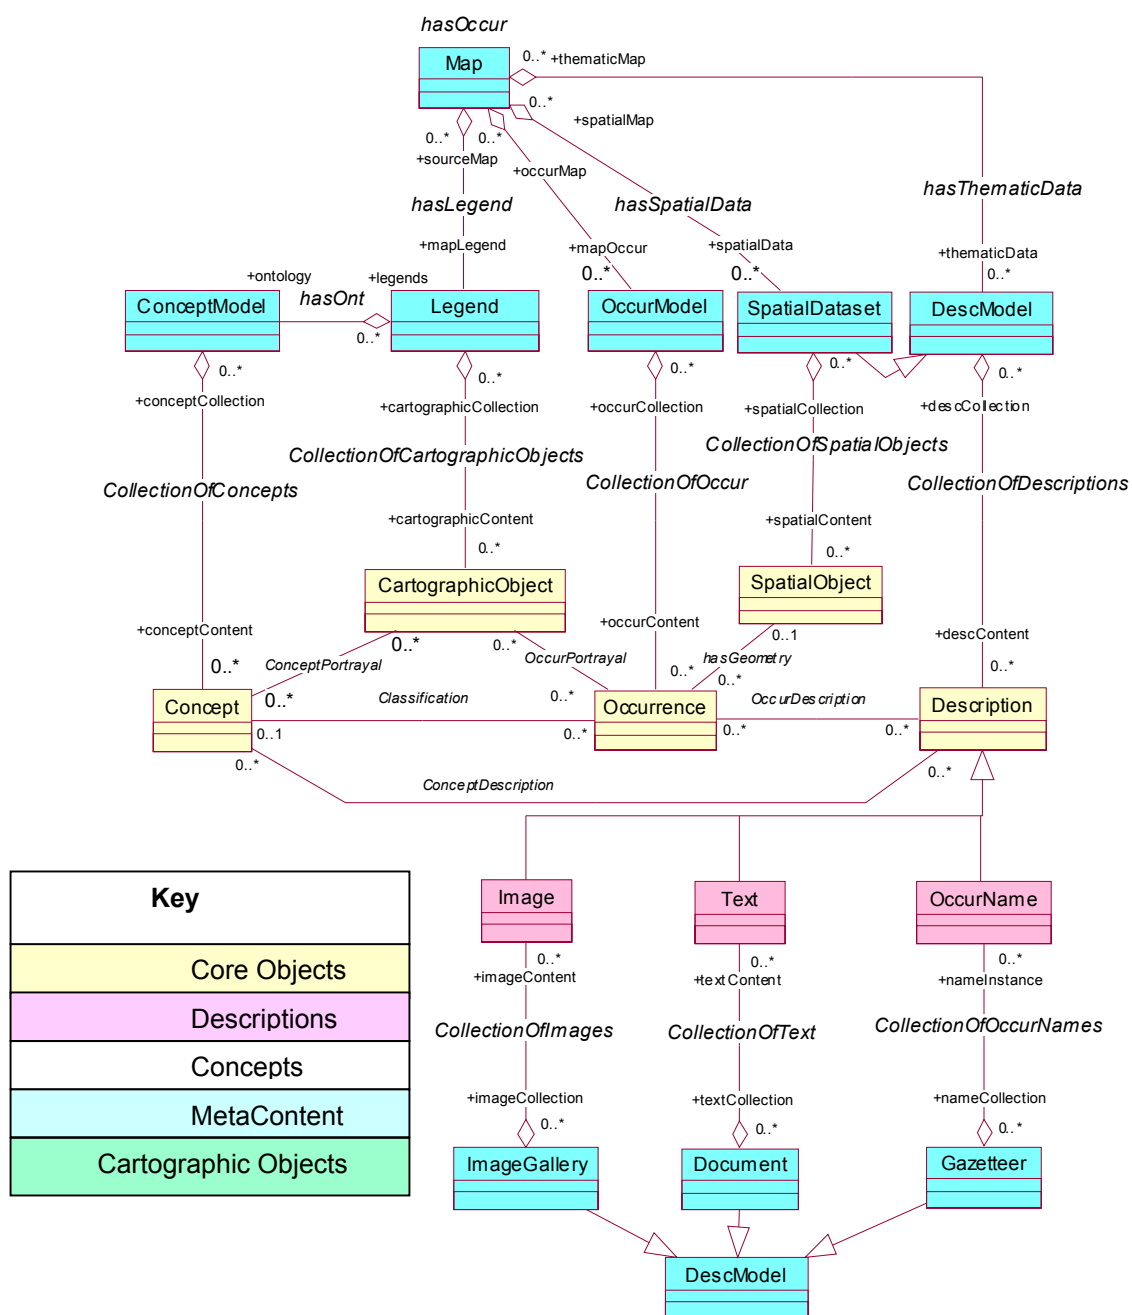 hasOccur
Map
0..*
+thematicMap
0..*
+spatialMap
0..*
0..*
+sourceMap
+occurMap
hasThematicData
hasLegend
hasSpatialData
+mapLegend
+mapOccur
+spatialData
+thematicData
+ontology
+legends
0..*
0..*
0..*
hasOnt
ConceptModel
Legend
OccurModel
SpatialDataset
DescModel
0..*
0..*
0..*
0..*
0..*
0..*
+conceptCollection
+cartographicCollection
+occurCollection
+spatialCollection
+descCollection
CollectionOfSpatialObjects
CollectionOfCartographicObjects
CollectionOfConcepts
CollectionOfOccur
CollectionOfDescriptions
+cartographicContent
+spatialContent
0..*
0..*
CartographicObject
SpatialObject
+conceptContent
+occurContent
0..1
+descContent
0..*
0..*
ConceptPortrayal
OccurPortrayal
hasGeometry
0..*
0..*
0..*
0..*
0..*
0..*
Classification
OccurDescription
Concept
Occurrence
Description
0..1
0..*
0..*
0..*
0..*
0..*
ConceptDescription
Key
Core Objects
Descriptions
Concepts
MetaContent
Cartographic Objects
Image
Text
OccurName
0..*
0..*
0..*
+imageContent
+textContent
+nameInstance
CollectionOfImages
CollectionOfText
CollectionOfOccurNames
+imageCollection
+textCollection
+nameCollection
0..*
0..*
0..*
ImageGallery
Document
Gazetteer
DescModel